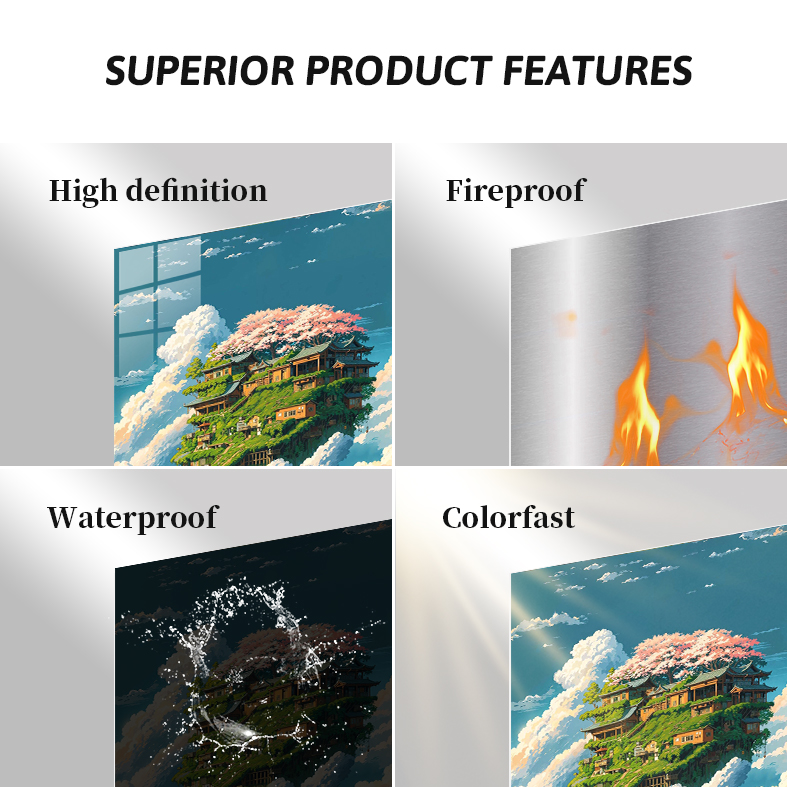 SUPERIOR PRODUCT FEATURES
High definition
Fireproof
Waterproof
Colorfast